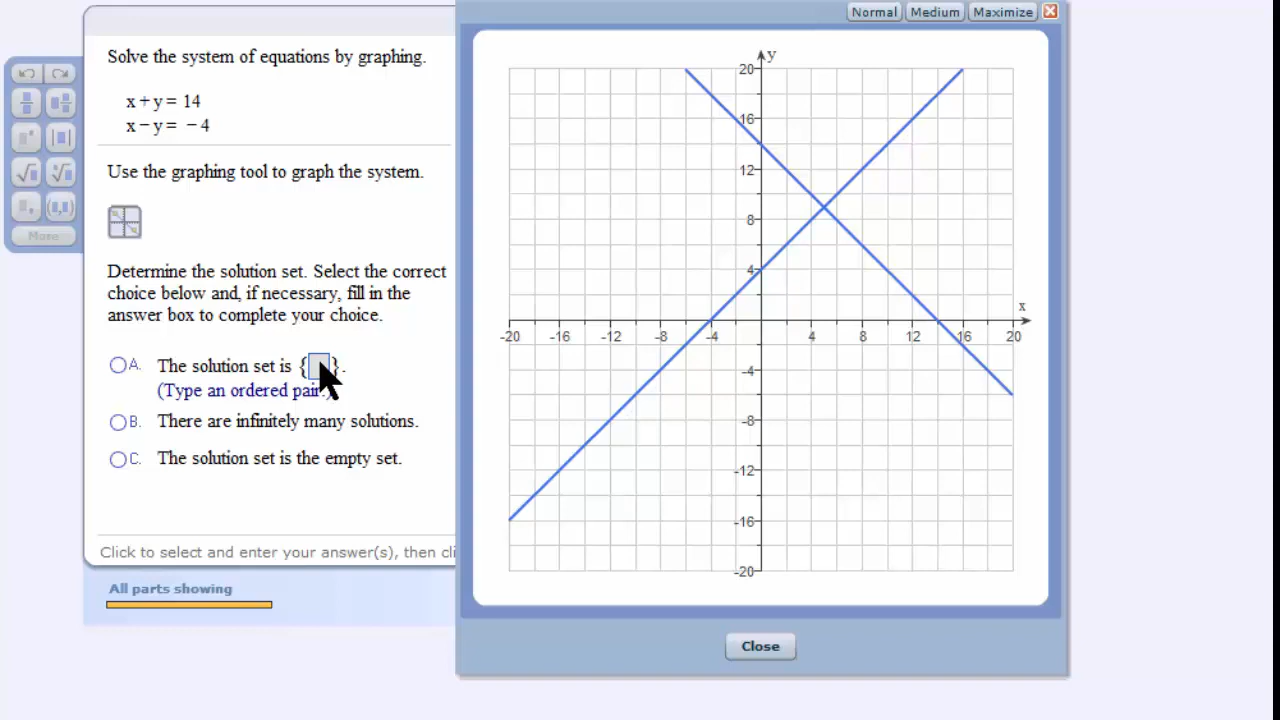 Normal Medium Maximize
Solve the system of equations by graphing.
x + y = 14
x − y = − 4
Use the graphing tool to graph the system.
More
Determine the solution set. Select the correct
choice below and, if necessary, fill in the
answer box to complete your choice.
A. The solution set is { }.
(Type an ordered pair.)
B. There are infinitely many solutions.
C. The solution set is the empty set.
Click to select and enter your answer(s), then cli
All parts showing
y
20
16
12
8
4
x
-20 -16 -12 -8 -4 4 8 12 16 20
-4
-8
-12
-16
-20
Close